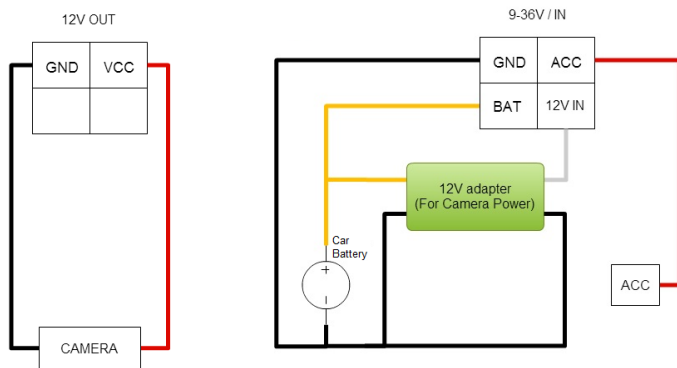 12V OUT
GND VCC
CAMERA
9-36V / IN
GND ACC
BAT 12V IN
12V adapter
(For Camera Power)
Car
Battery
+
–
ACC